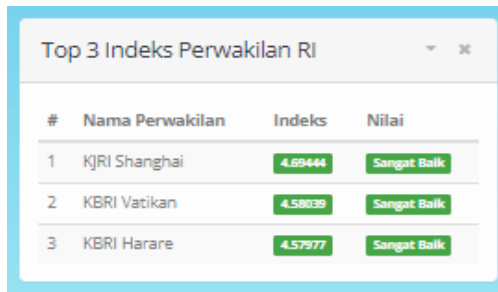 Top 3 Indeks Perwakilan RI
# Nama Perwakilan Indeks Nilai
1 KJRI Shanghai 4.69444 Sangat Baik
2 KBRI Vatikan 4.58039 Sangat Baik
3 KBRI Harare 4.57977 Sangat Baik